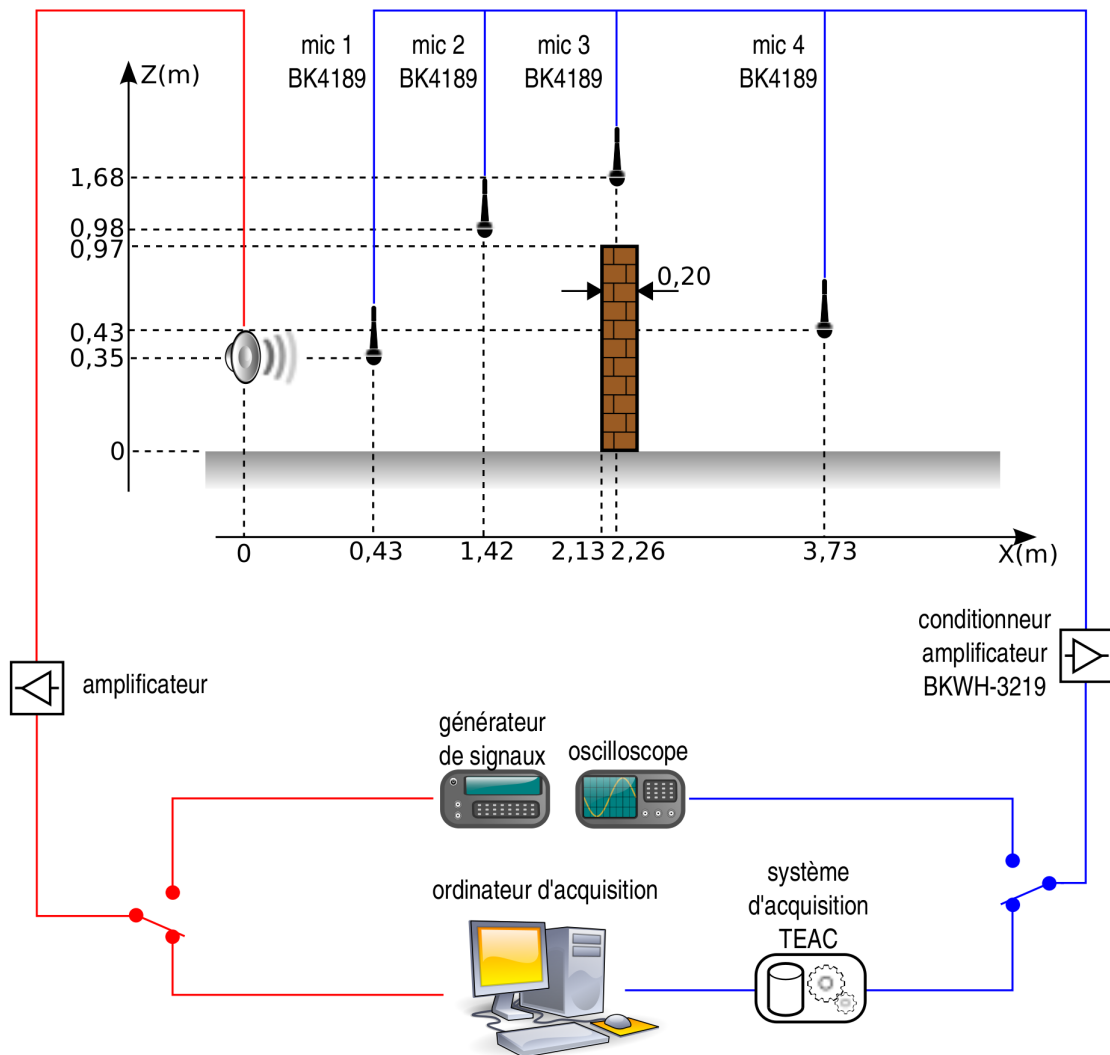 mic 1
BK4189
mic 2
BK4189
mic 3
BK4189
mic 4
BK4189
Z(m)
1,68
0,98
0,97
0,20
0,43
0,35
0
0
0,43
1,42
2,13
2,26
3,73
X(m)
conditionneur
amplificateur
BKWH-3219
amplificateur
générateur
de signaux
oscilloscope
ordinateur d'acquisition
système
d'acquisition
TEAC